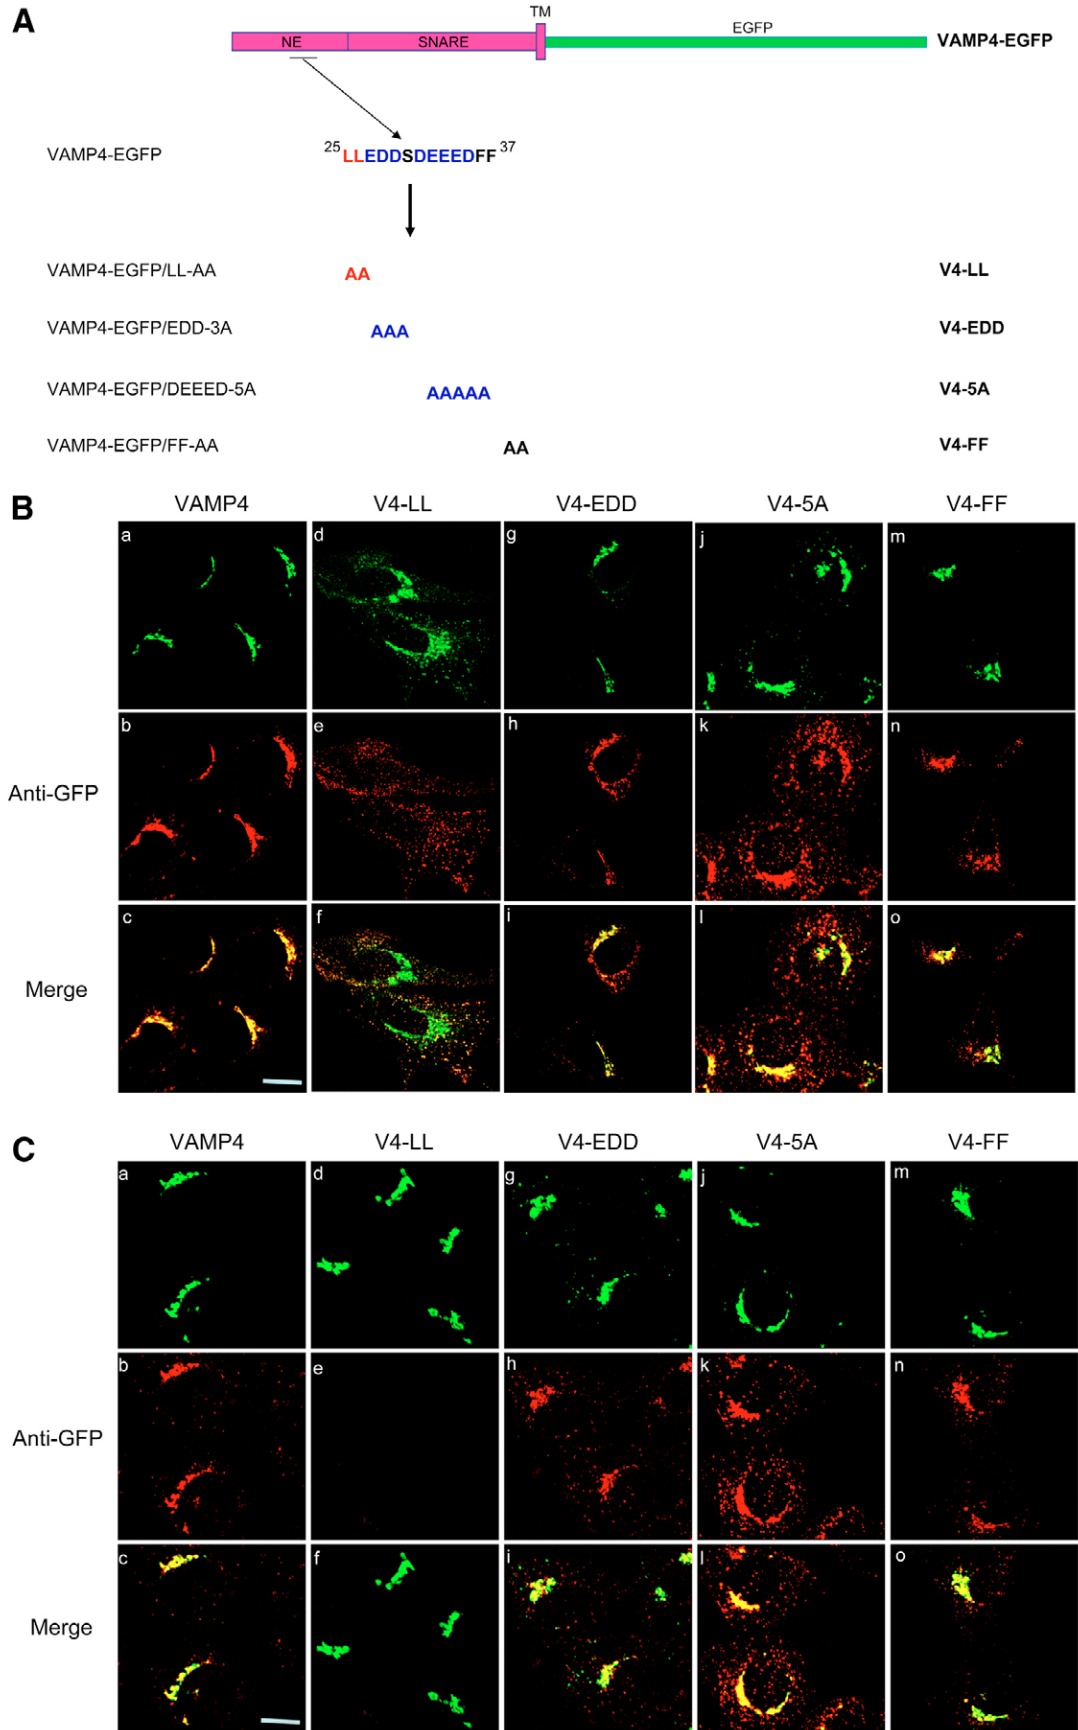 A
TM
NE
SNARE
EGFP
VAMP4-EGFP
VAMP4-EGFP
25 LLEDDSDEEEDFF 37
VAMP4-EGFP/LL-AA
AA
V4-LL
VAMP4-EGFP/EDD-3A
AAA
V4-EDD
VAMP4-EGFP/DEEED-5A
AAAAA
V4-5A
VAMP4-EGFP/FF-AA
AA
V4-FF
B
VAMP4
V4-LL
V4-EDD
V4-5A
V4-FF
a
d
g
j
m
Anti-GFP
b
e
h
k
n
Merge
c
f
i
l
o
C
VAMP4
V4-LL
V4-EDD
V4-5A
V4-FF
a
d
g
j
m
Anti-GFP
b
e
h
k
n
Merge
c
f
i
l
o